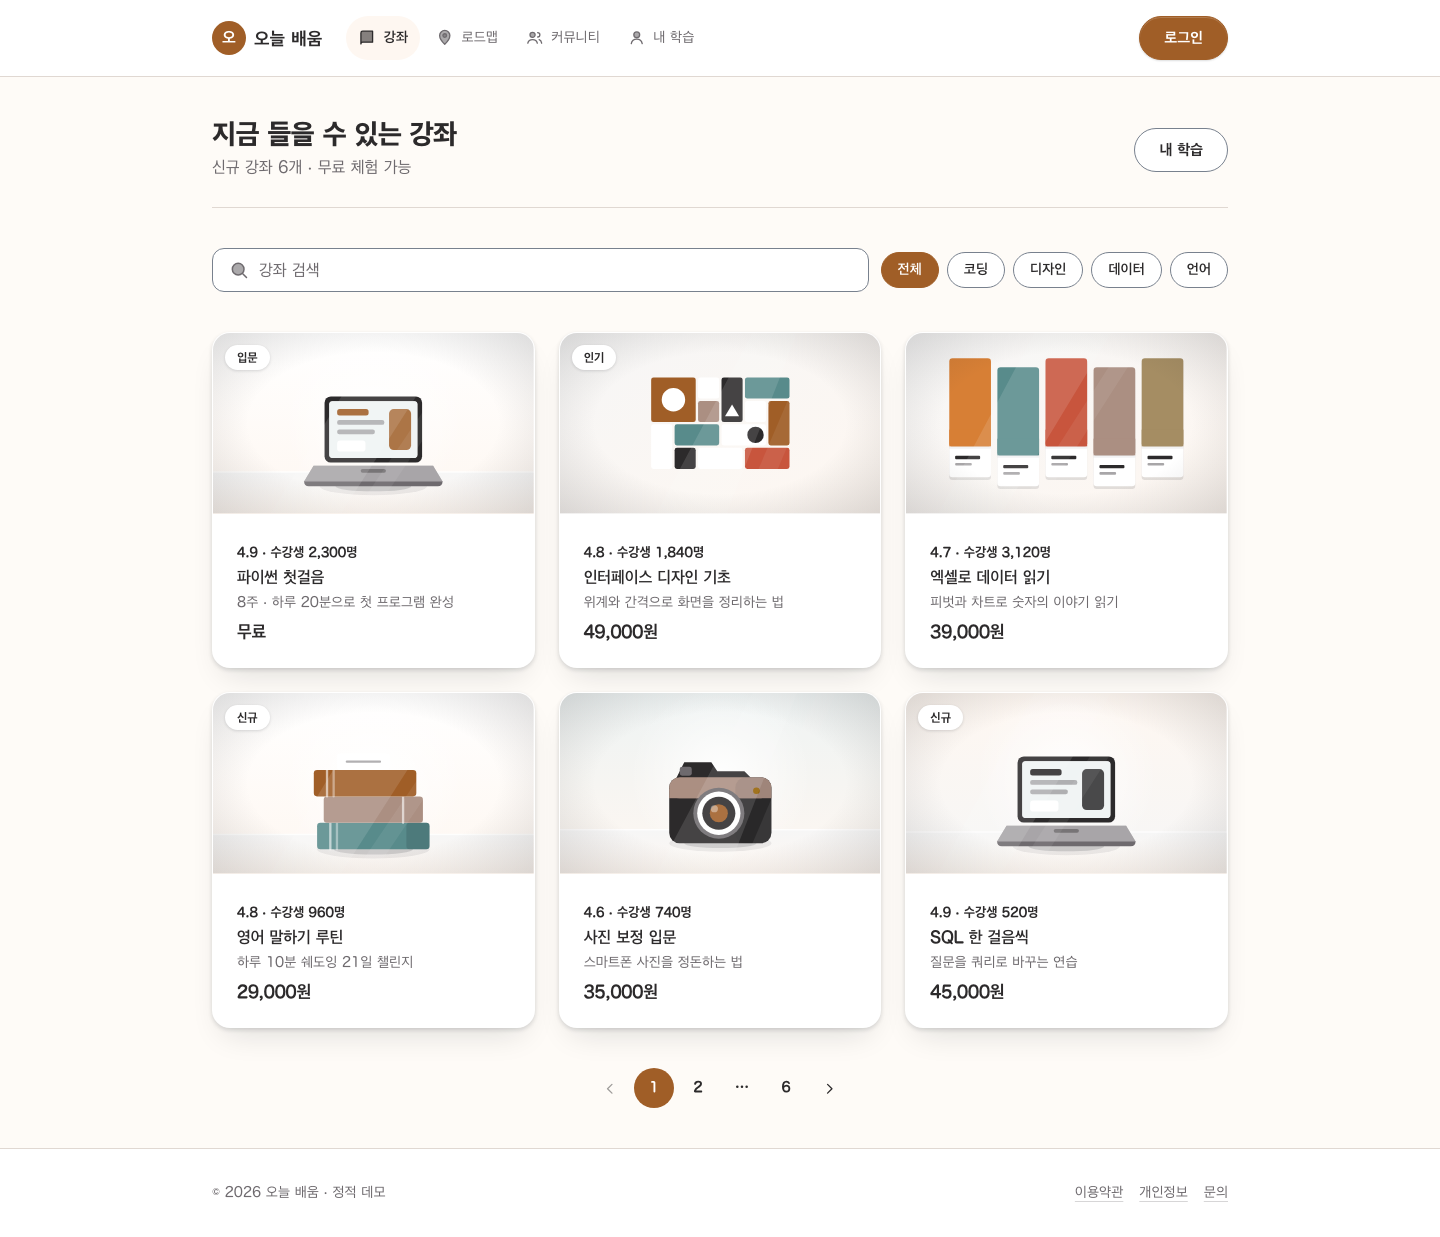 오 오늘 배움 강좌 로드맵 커뮤니티 내 학습 로그인
지금 들을 수 있는 강좌
신규 강좌 6개 · 무료 체험 가능
내 학습
강좌 검색 전체 코딩 디자인 데이터 언어
입문
4.9 · 수강생 2,300명
파이썬 첫걸음
8주 · 하루 20분으로 첫 프로그램 완성
무료
인기
4.8 · 수강생 1,840명
인터페이스 디자인 기초
위계와 간격으로 화면을 정리하는 법
49,000원
4.7 · 수강생 3,120명
엑셀로 데이터 읽기
피벗과 차트로 숫자의 이야기 읽기
39,000원
신규
4.8 · 수강생 960명
영어 말하기 루틴
하루 10분 쉐도잉 21일 챌린지
29,000원
4.6 · 수강생 740명
사진 보정 입문
스마트폰 사진을 정돈하는 법
35,000원
신규
4.9 · 수강생 520명
SQL 한 걸음씩
질문을 쿼리로 바꾸는 연습
45,000원
1 2 ··· 6
© 2026 오늘 배움 · 정적 데모
이용약관 개인정보 문의